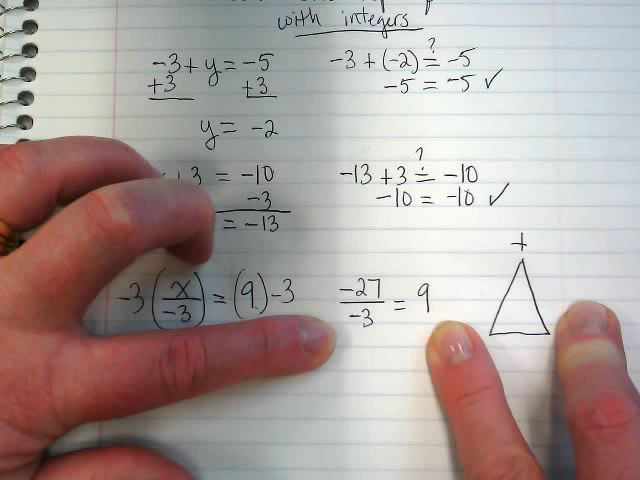 with integers
-3 + y = -5    -3 + (-2) ≟ -5
+3    +3    -5 = -5 ✓
y = -2
+ 3 = -10    -13 + 3 ≟ -10
-3    -10 = -10 ✓
= -13
+
-3 (x/-3) = (9) -3    -27/-3 = 9